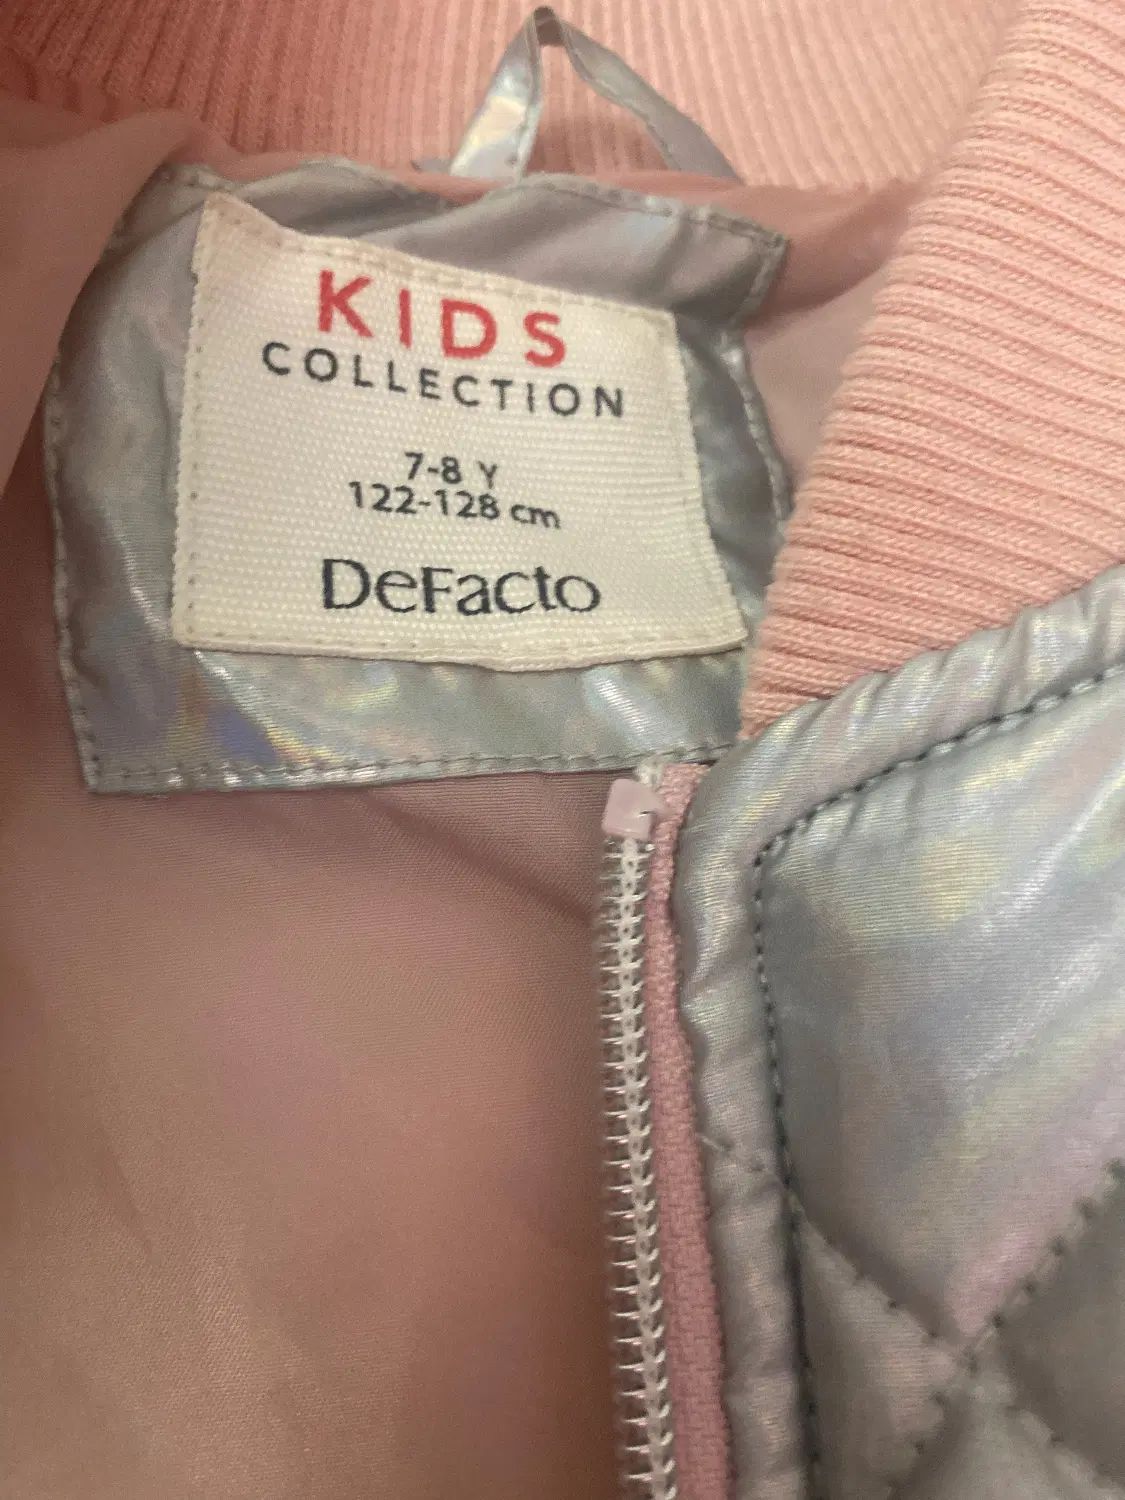 KIDS
COLLECTION
7-8 Y
122-128 cm
DeFacto